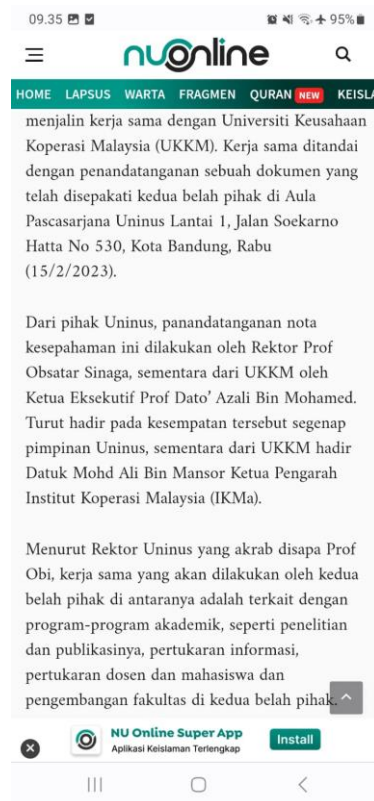 09.35
95%
nuonline
HOME LAPSUS WARTA FRAGMEN QURAN NEW KEISLA
menjalin kerja sama dengan Universiti Keusahaan
Koperasi Malaysia (UKKM). Kerja sama ditandai
dengan penandatanganan sebuah dokumen yang
telah disepakati kedua belah pihak di Aula
Pascasarjana Uninus Lantai 1, Jalan Soekarno
Hatta No 530, Kota Bandung, Rabu
(15/2/2023).
Dari pihak Uninus, panandatanganan nota
kesepahaman ini dilakukan oleh Rektor Prof
Obsatar Sinaga, sementara dari UKKM oleh
Ketua Eksekutif Prof Dato’ Azali Bin Mohamed.
Turut hadir pada kesempatan tersebut segenap
pimpinan Uninus, sementara dari UKKM hadir
Datuk Mohd Ali Bin Mansor Ketua Pengarah
Institut Koperasi Malaysia (IKMa).
Menurut Rektor Uninus yang akrab disapa Prof
Obi, kerja sama yang akan dilakukan oleh kedua
belah pihak di antaranya adalah terkait dengan
program-program akademik, seperti penelitian
dan publikasinya, pertukaran informasi,
pertukaran dosen dan mahasiswa dan
pengembangan fakultas di kedua belah pihak.
NU Online Super App
Aplikasi Keislaman Terlengkap
Install